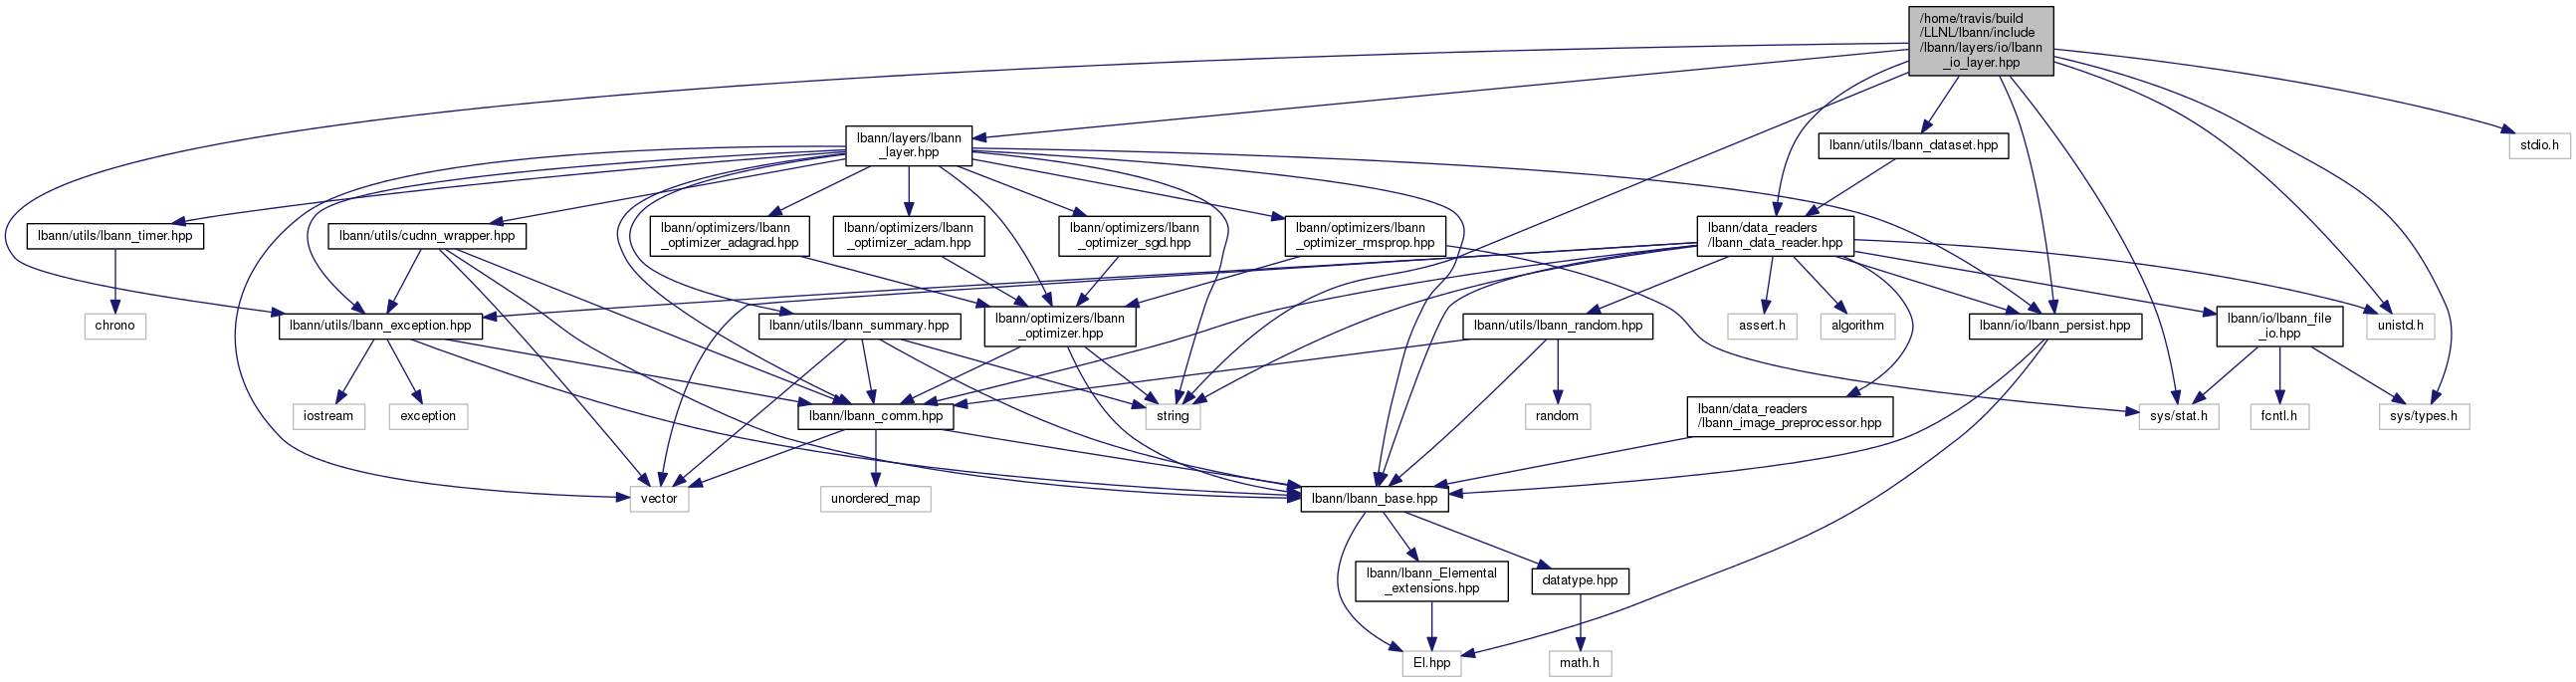 /home/travis/build
/LLNL/lbann/include
/lbann/layers/io/lbann
_io_layer.hpp
lbann/layers/lbann
_layer.hpp
lbann/utils/lbann_dataset.hpp
stdio.h
lbann/utils/lbann_timer.hpp
lbann/utils/cudnn_wrapper.hpp
lbann/optimizers/lbann
_optimizer_adagrad.hpp
lbann/optimizers/lbann
_optimizer_adam.hpp
lbann/optimizers/lbann
_optimizer_sgd.hpp
lbann/optimizers/lbann
_optimizer_rmsprop.hpp
lbann/data_readers
/lbann_data_reader.hpp
chrono
lbann/utils/lbann_exception.hpp
lbann/utils/lbann_summary.hpp
lbann/optimizers/lbann
_optimizer.hpp
lbann/utils/lbann_random.hpp
assert.h
algorithm
lbann/io/lbann_persist.hpp
lbann/io/lbann_file
_io.hpp
unistd.h
iostream
exception
lbann/lbann_comm.hpp
string
random
lbann/data_readers
/lbann_image_preprocessor.hpp
sys/stat.h
fcntl.h
sys/types.h
vector
unordered_map
lbann/lbann_base.hpp
lbann/lbann_Elemental
_extensions.hpp
datatype.hpp
El.hpp
math.h